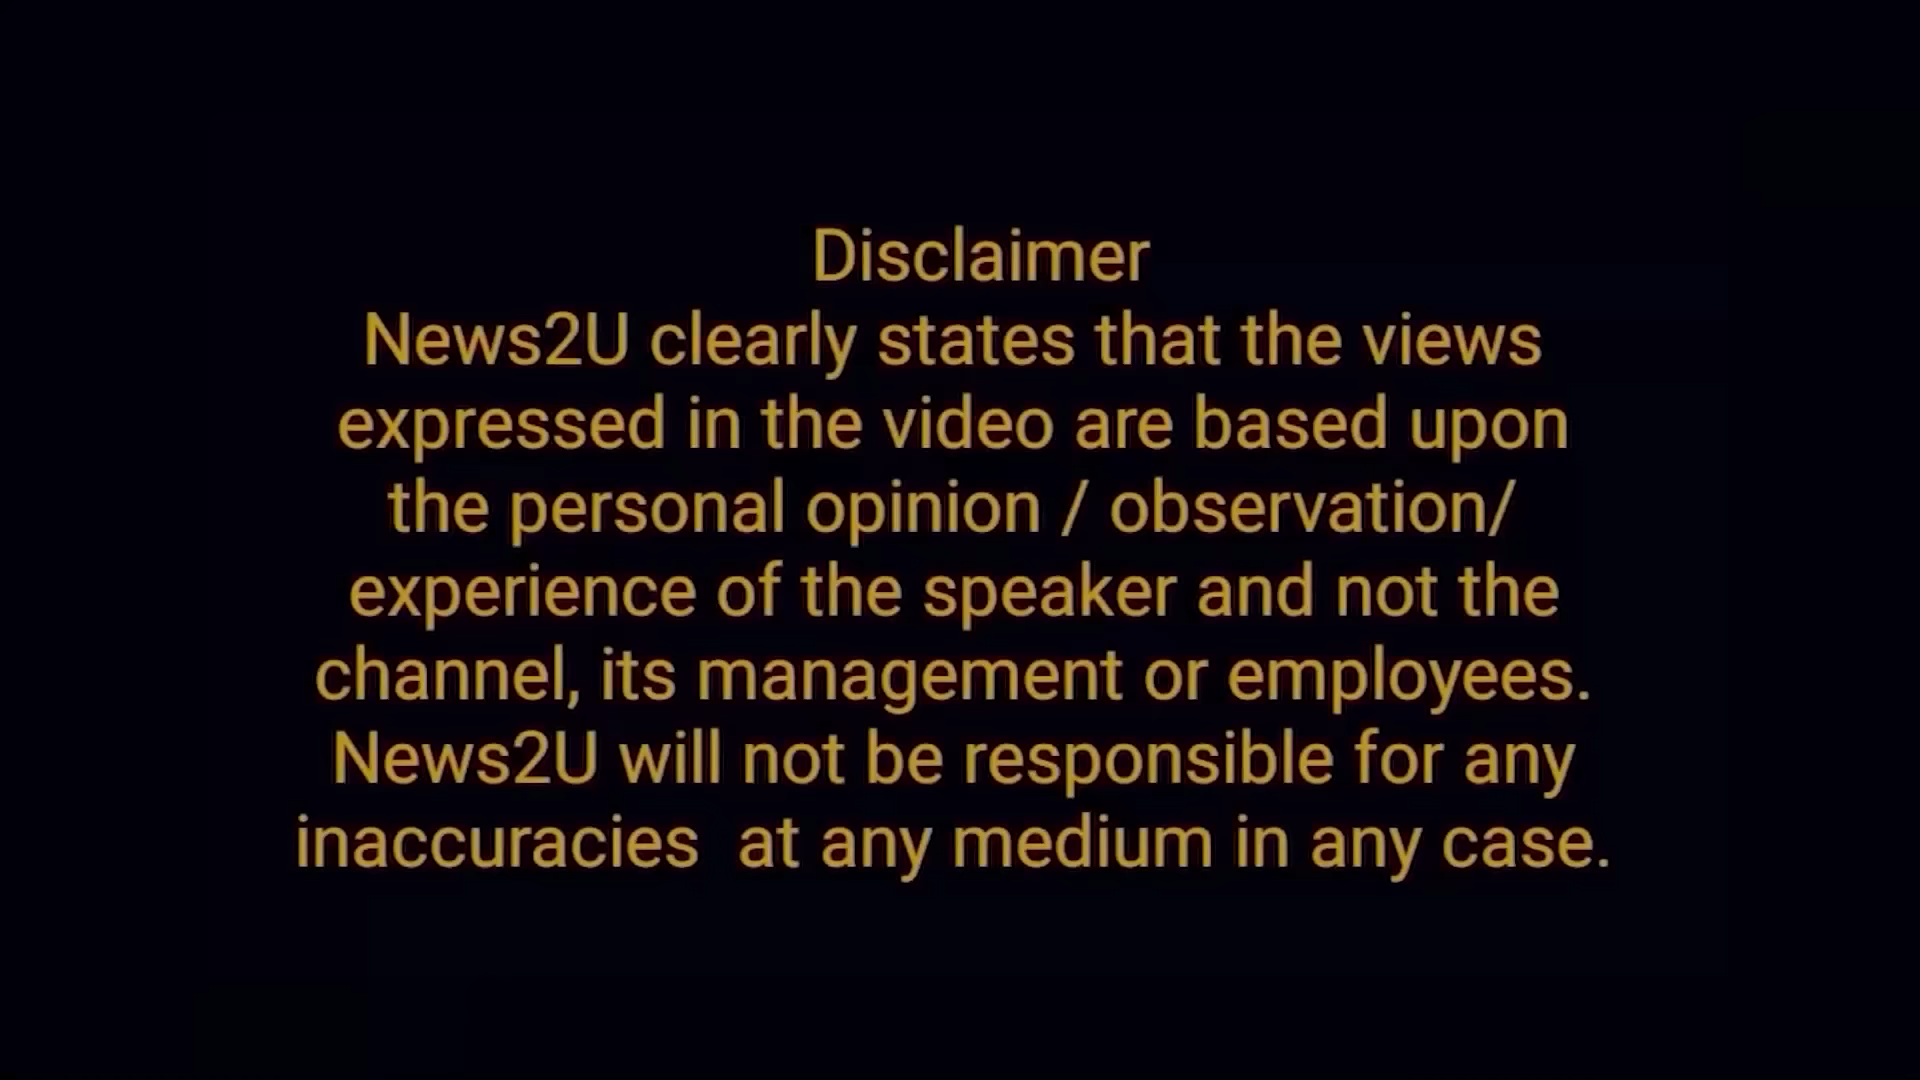 Disclaimer
News2U clearly states that the views
expressed in the video are based upon
the personal opinion / observation/
experience of the speaker and not the
channel, its management or employees.
News2U will not be responsible for any
inaccuracies  at any medium in any case.